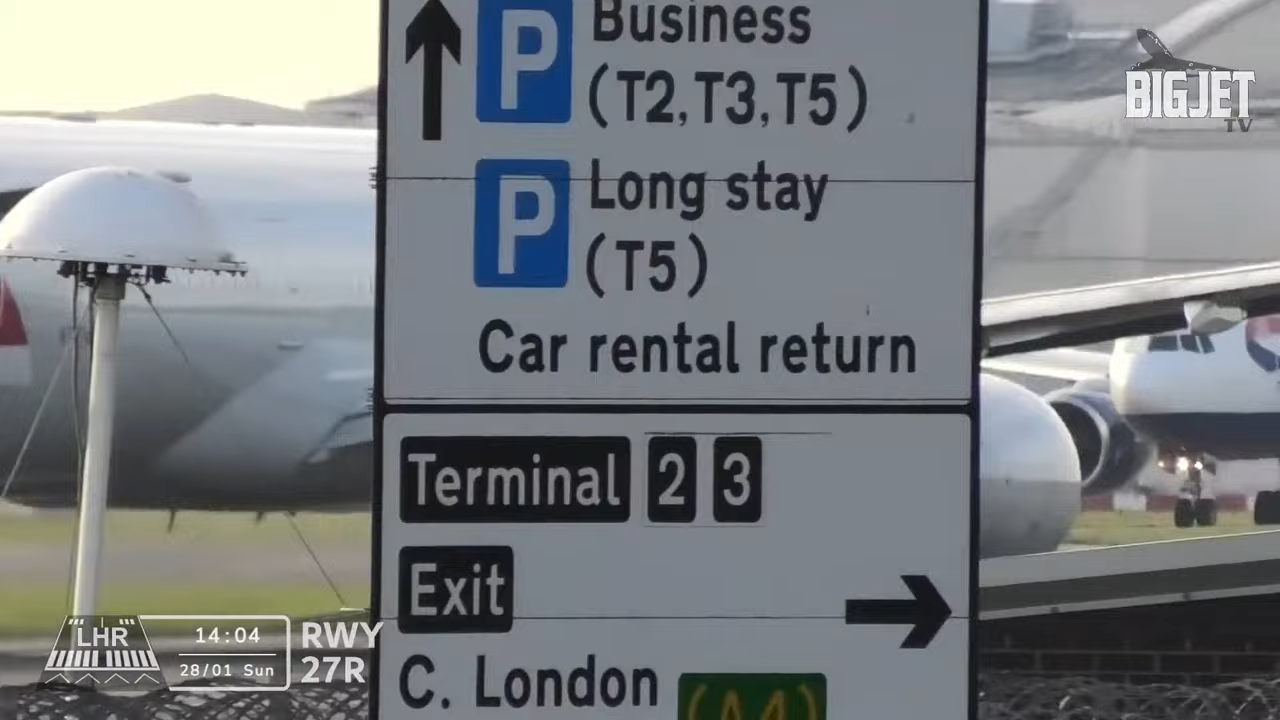 P Business
(T2, T3, T5)
P Long stay
(T5)
Car rental return
Terminal 2 3
Exit
C. London (A4)
BIGJET
TV
LHR
14:04
28/01 Sun
RWY
27R